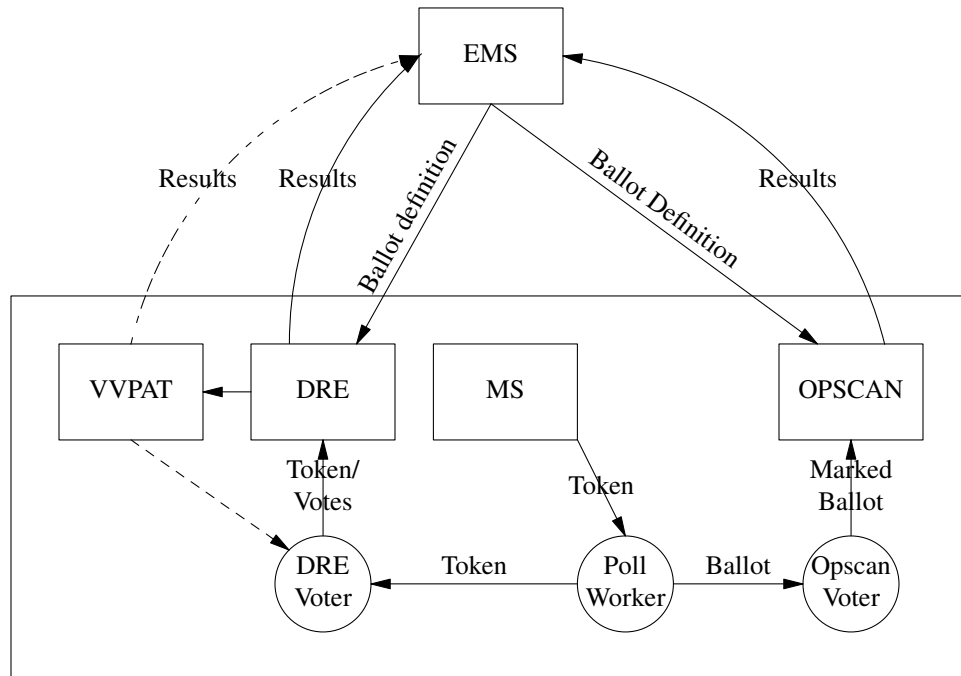 EMS
Results
Results
Ballot definition
Ballot Definition
Results
VVPAT
DRE
MS
OPSCAN
Token/
Votes
Token
Marked
Ballot
DRE
Voter
Token
Poll
Worker
Ballot
Opscan
Voter